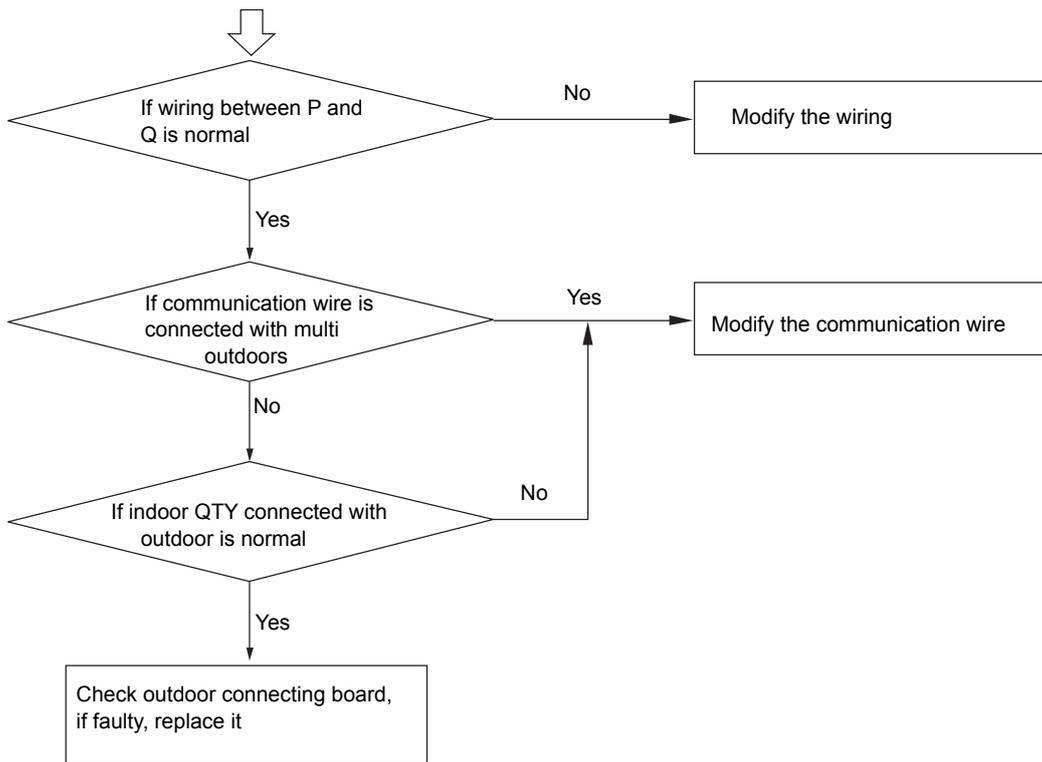 If wiring between P and
Q is normal
No
Modify the wiring
Yes
If communication wire is
connected with multi
outdoors
Yes
Modify the communication wire
No
If indoor QTY connected with
outdoor is normal
No
Yes
Check outdoor connecting board,
if faulty, replace it